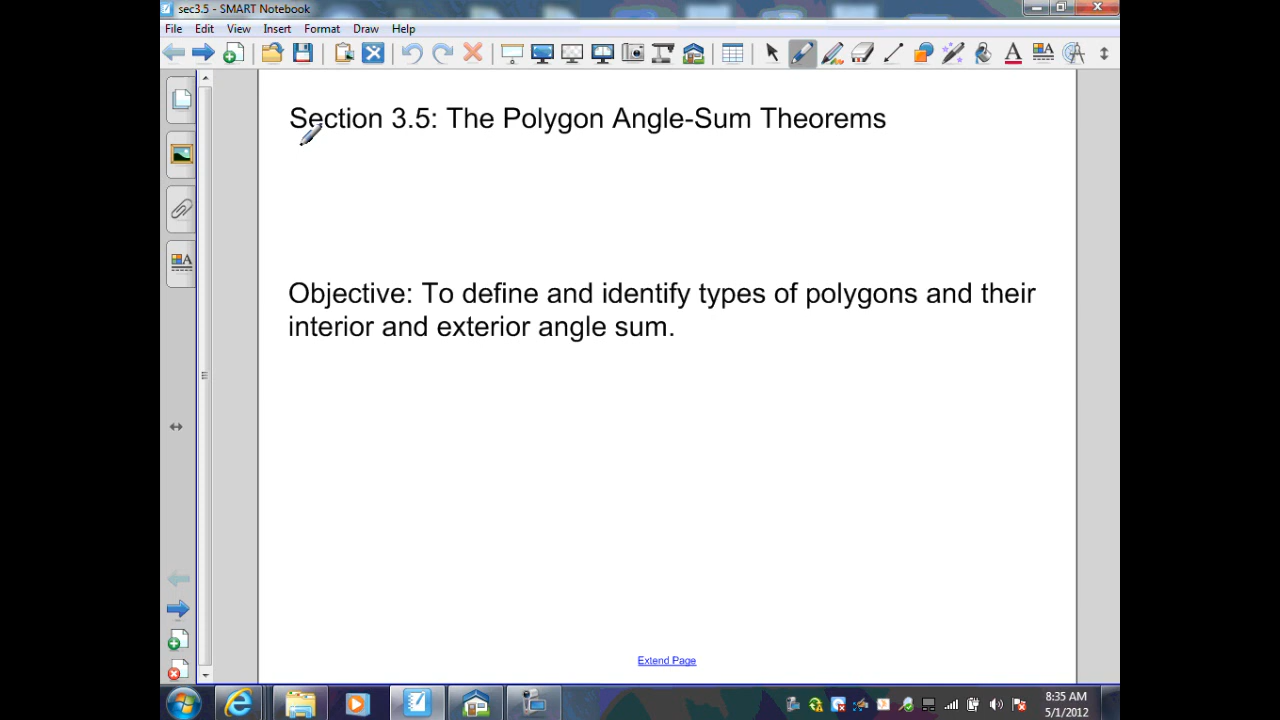 sec3.5 - SMART Notebook
File Edit View Insert Format Draw Help
Section 3.5: The Polygon Angle-Sum Theorems
Objective: To define and identify types of polygons and their
interior and exterior angle sum.
Extend Page
8:35 AM
5/1/2012